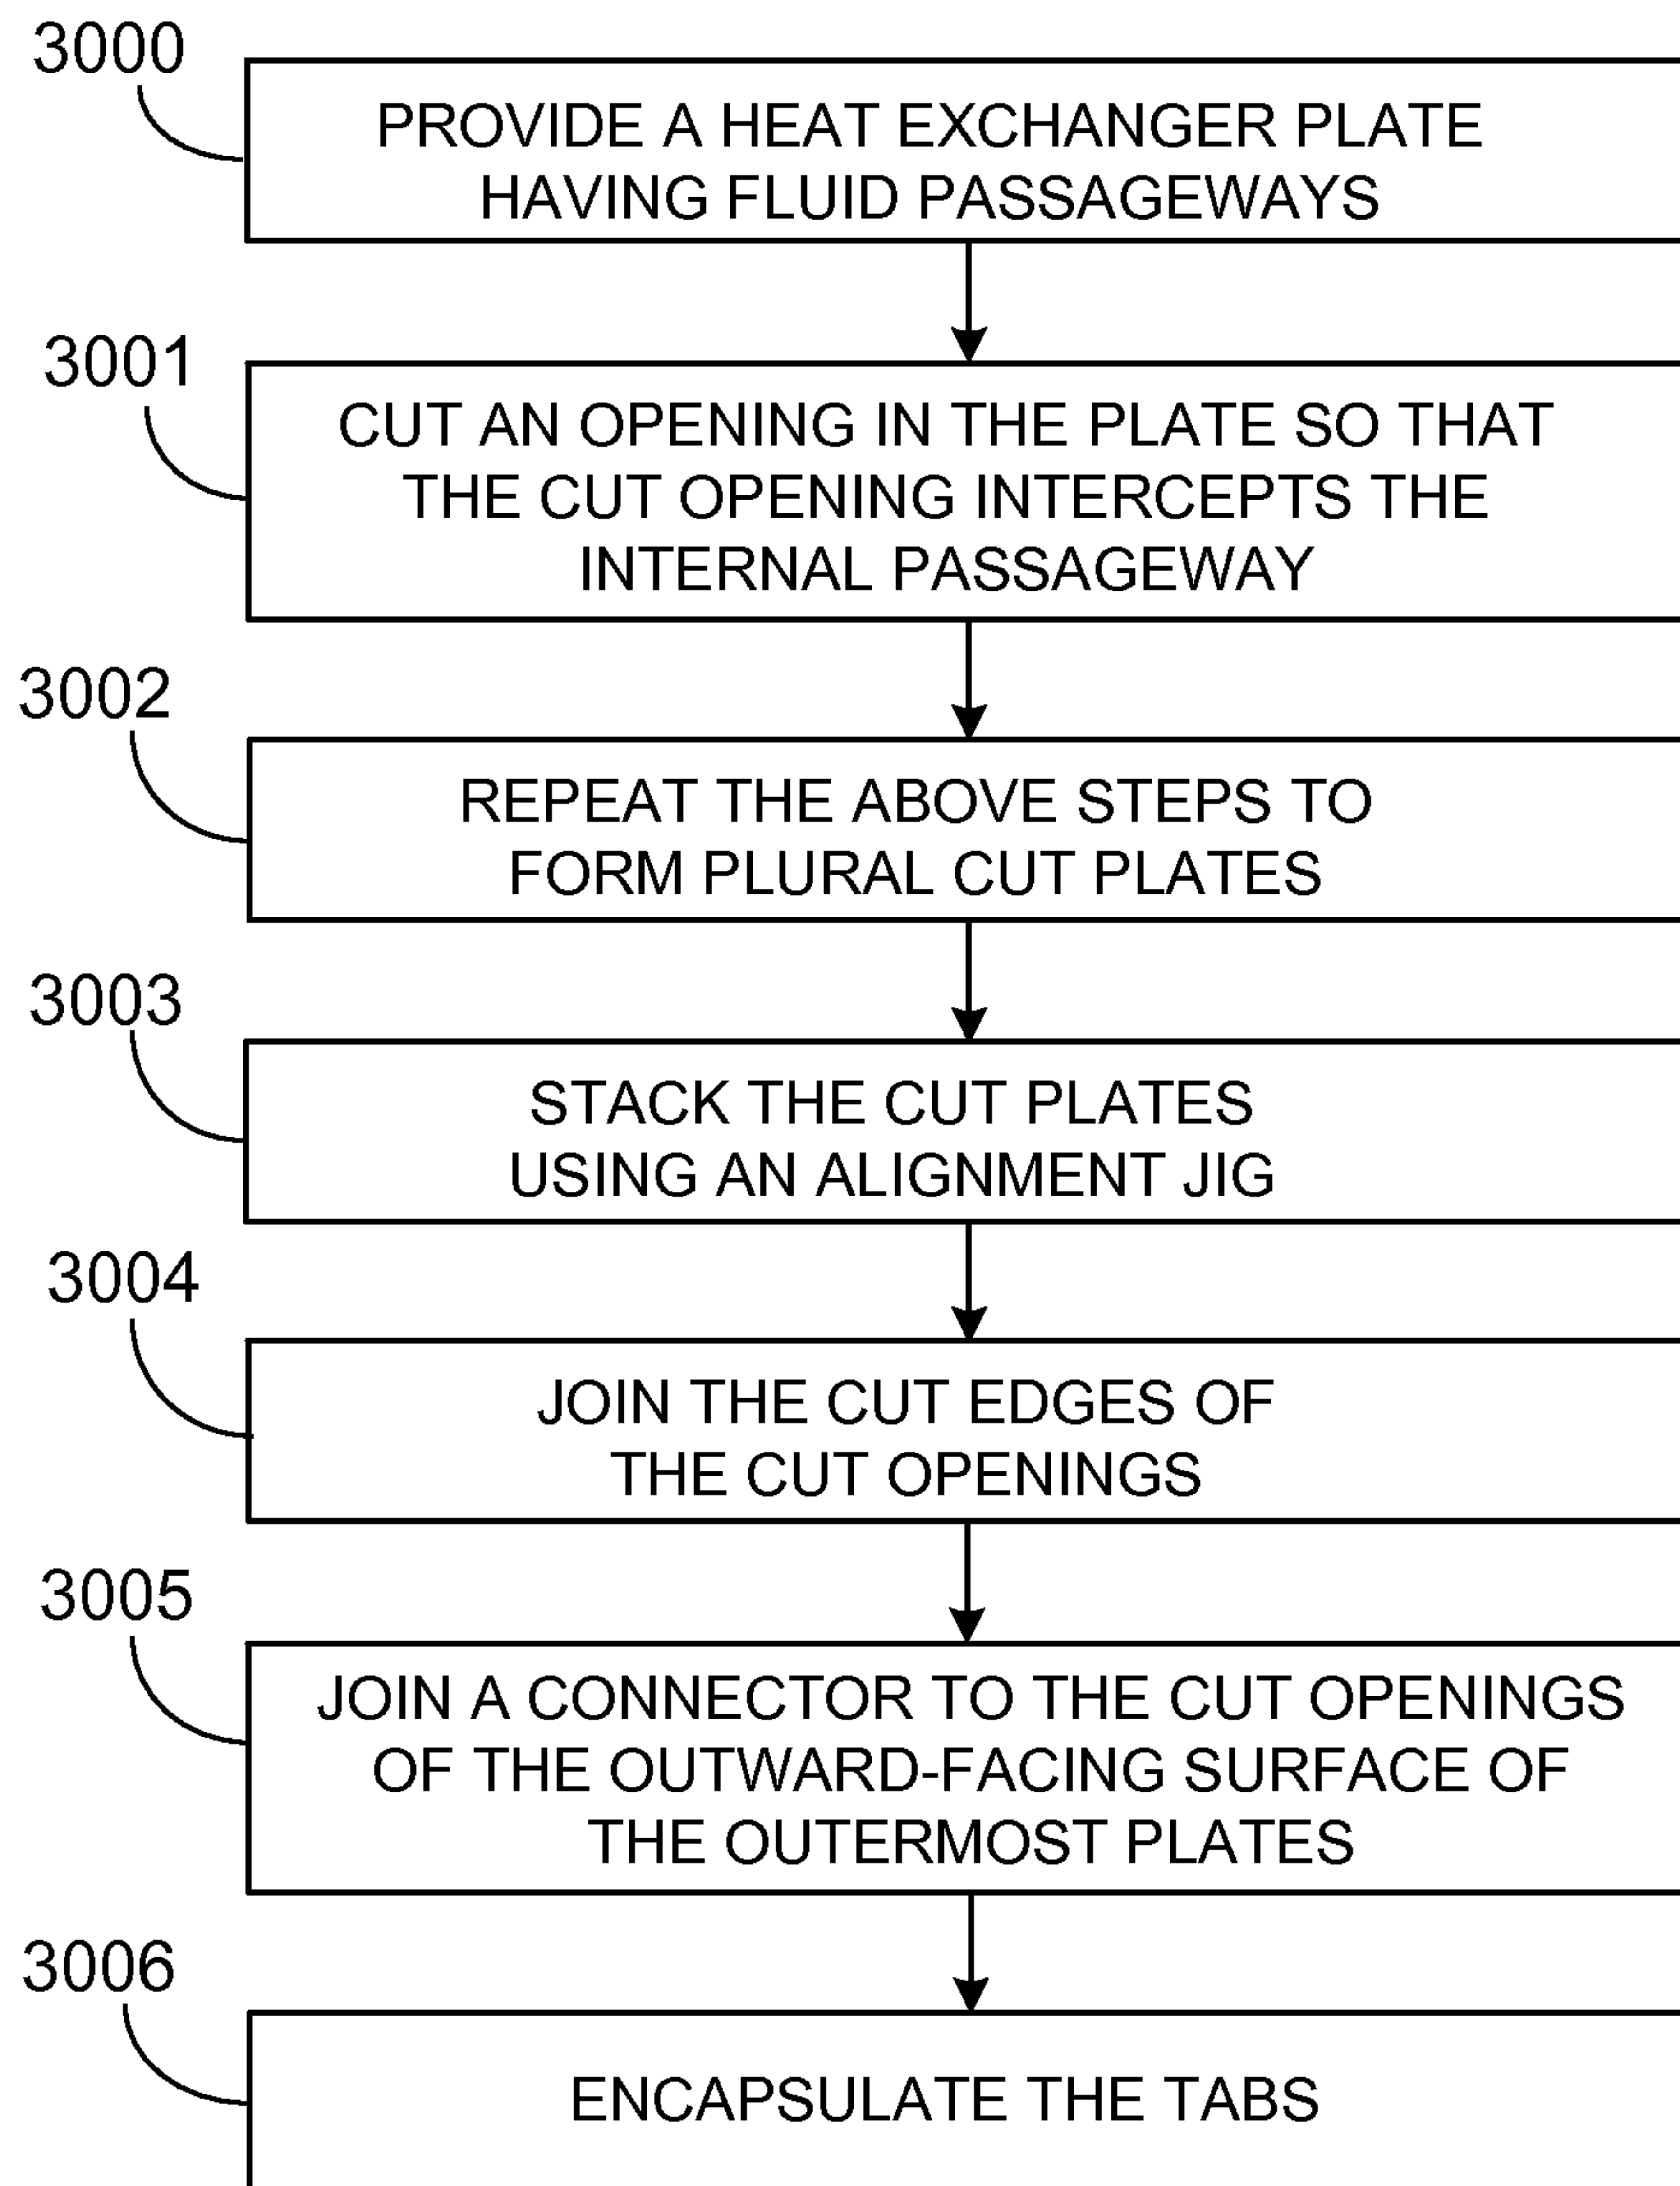 3000
PROVIDE A HEAT EXCHANGER PLATE
HAVING FLUID PASSAGEWAYS
3001
CUT AN OPENING IN THE PLATE SO THAT
THE CUT OPENING INTERCEPTS THE
INTERNAL PASSAGEWAY
3002
REPEAT THE ABOVE STEPS TO
FORM PLURAL CUT PLATES
3003
STACK THE CUT PLATES
USING AN ALIGNMENT JIG
3004
JOIN THE CUT EDGES OF
THE CUT OPENINGS
3005
JOIN A CONNECTOR TO THE CUT OPENINGS
OF THE OUTWARD-FACING SURFACE OF
THE OUTERMOST PLATES
3006
ENCAPSULATE THE TABS